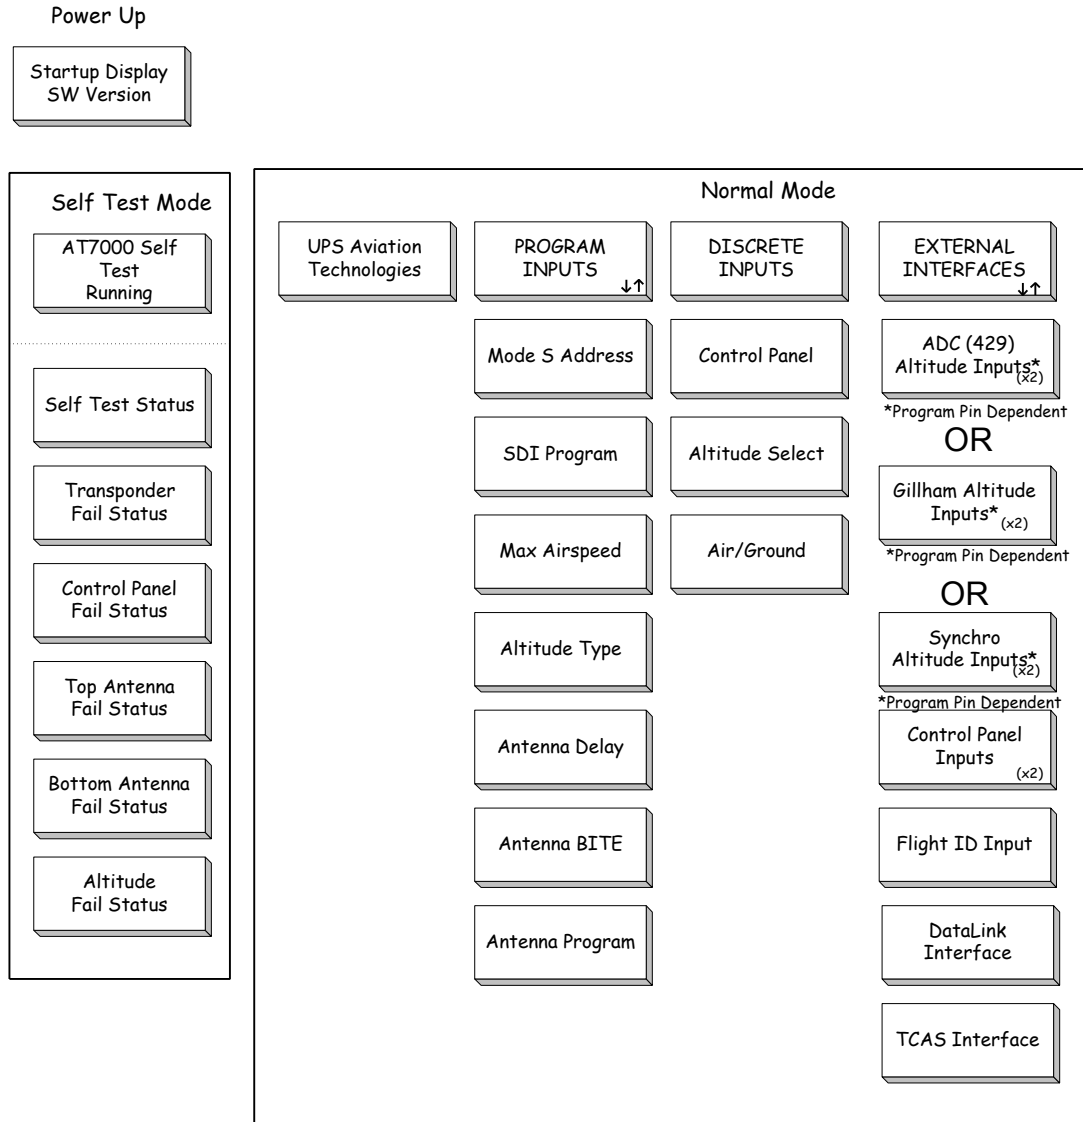 Power Up
Startup Display
SW Version
Self Test Mode
AT7000 Self
Test
Running
Self Test Status
Transponder
Fail Status
Control Panel
Fail Status
Top Antenna
Fail Status
Bottom Antenna
Fail Status
Altitude
Fail Status
Normal Mode
UPS Aviation
Technologies
PROGRAM
INPUTS
↓↑
Mode S Address
SDI Program
Max Airspeed
Altitude Type
Antenna Delay
Antenna BITE
Antenna Program
DISCRETE
INPUTS
Control Panel
Altitude Select
Air/Ground
EXTERNAL
INTERFACES
↓↑
ADC (429)
Altitude Inputs*
(x2)
*Program Pin Dependent
OR
Gillham Altitude
Inputs*
(x2)
*Program Pin Dependent
OR
Synchro
Altitude Inputs*
(x2)
*Program Pin Dependent
Control Panel
Inputs
(x2)
Flight ID Input
DataLink
Interface
TCAS Interface